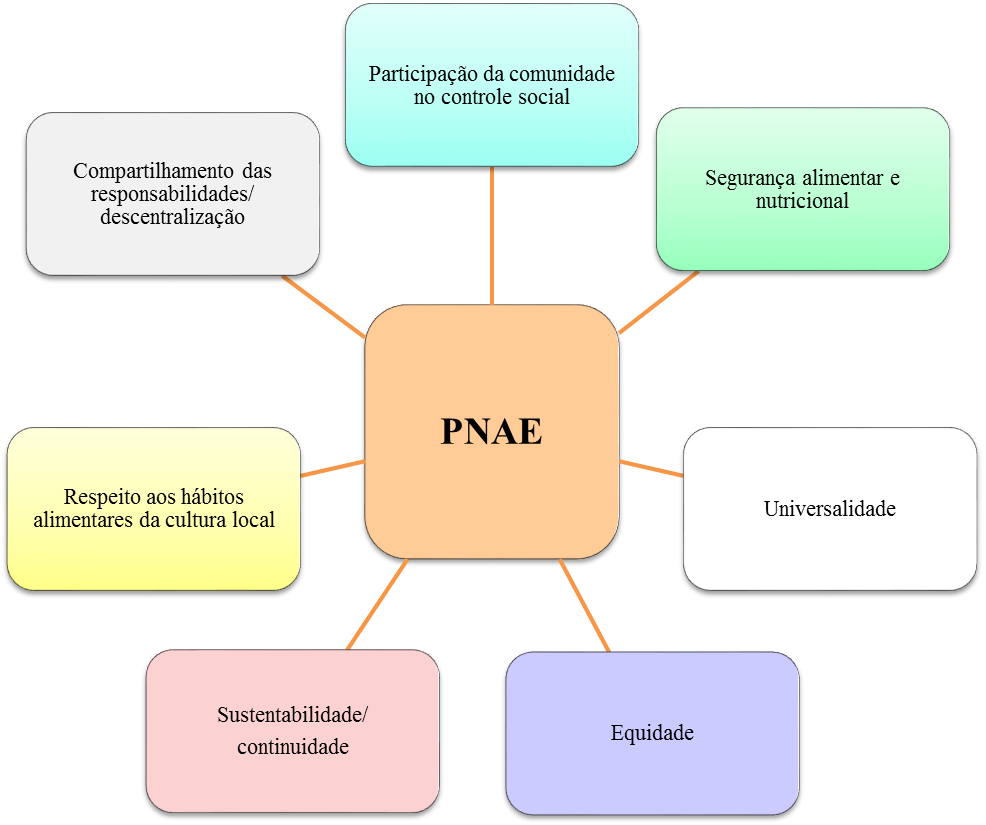 Participação da comunidade
no controle social
Segurança alimentar e
nutricional
Universalidade
Equidade
Sustentabilidade/
continuidade
Respeito aos hábitos
alimentares da cultura local
Compartilhamento das
responsabilidades/
descentralização
PNAE